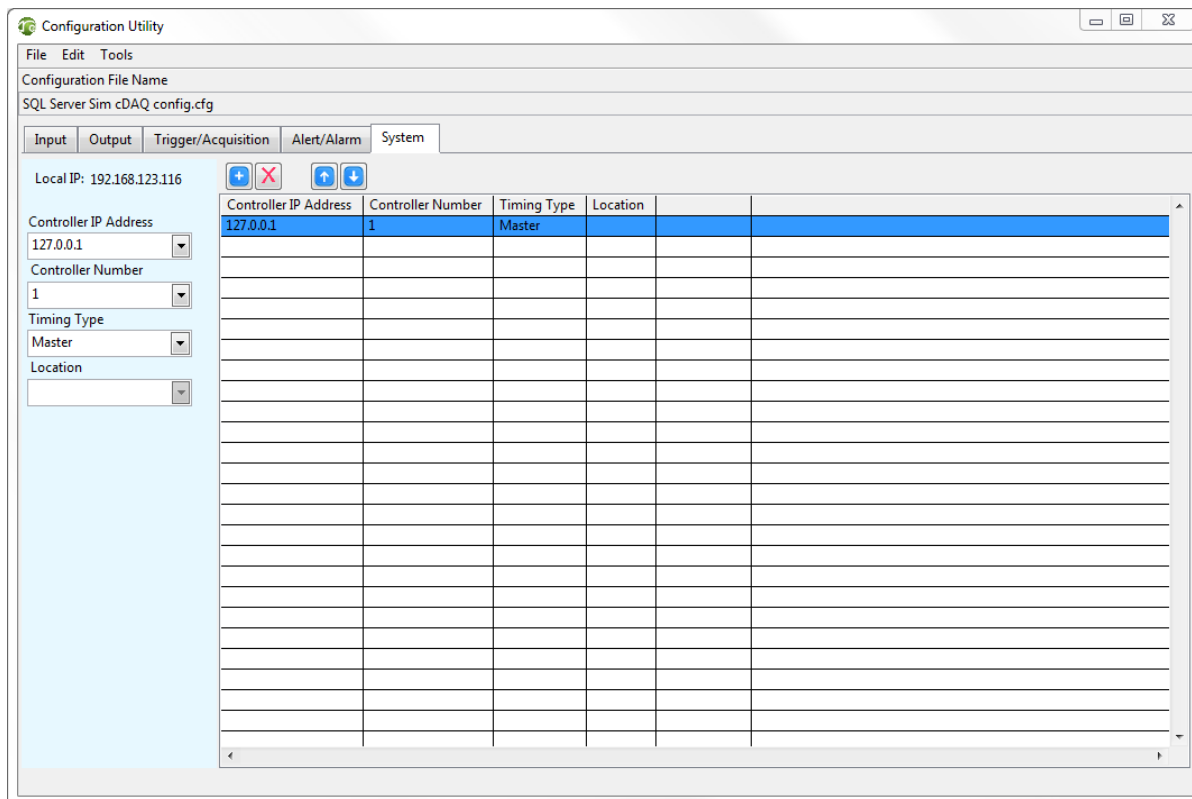 Configuration Utility
File Edit Tools
Configuration File Name
SQL Server Sim cDAQ config.cfg
Input Output Trigger/Acquisition Alert/Alarm System
Local IP: 192.168.123.116
Controller IP Address
127.0.0.1
Controller Number
1
Timing Type
Master
Location
Controller IP Address Controller Number Timing Type Location
127.0.0.1 1 Master